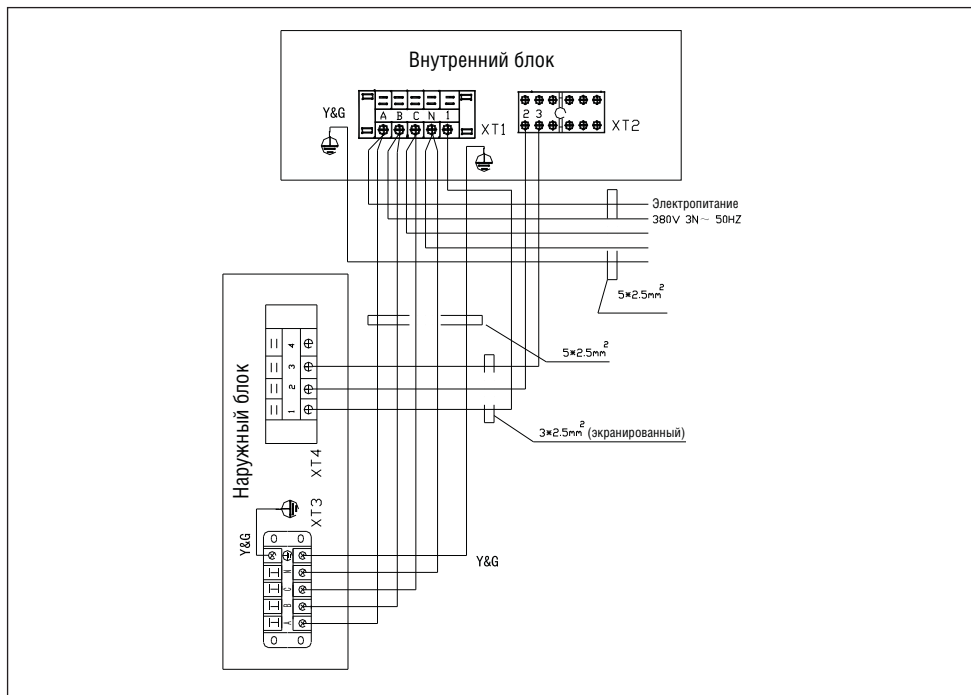 Внутренний блок
Y&G
A B C N 1
XT1
2 3
XT2
Электропитание
380V 3N~ 50HZ
5*2.5mm²
5*2.5mm²
3*2.5mm² (экранированный)
Наружный блок
4
3
2
1
XT4
XT3
Y&G
N
C
B
A
Y&G